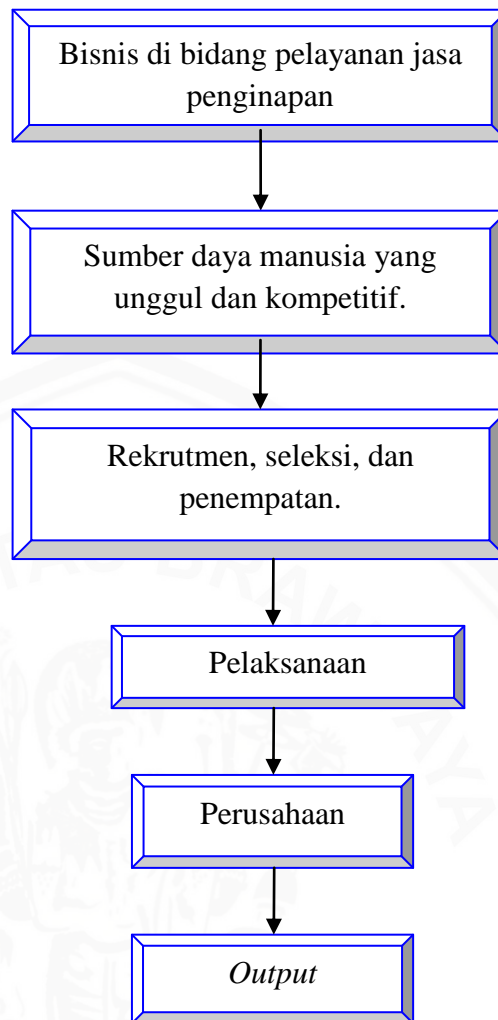 Bisnis di bidang pelayanan jasa
penginapan
Sumber daya manusia yang
unggul dan kompetitif.
Rekrutmen, seleksi, dan
penempatan.
Pelaksanaan
Perusahaan
Output